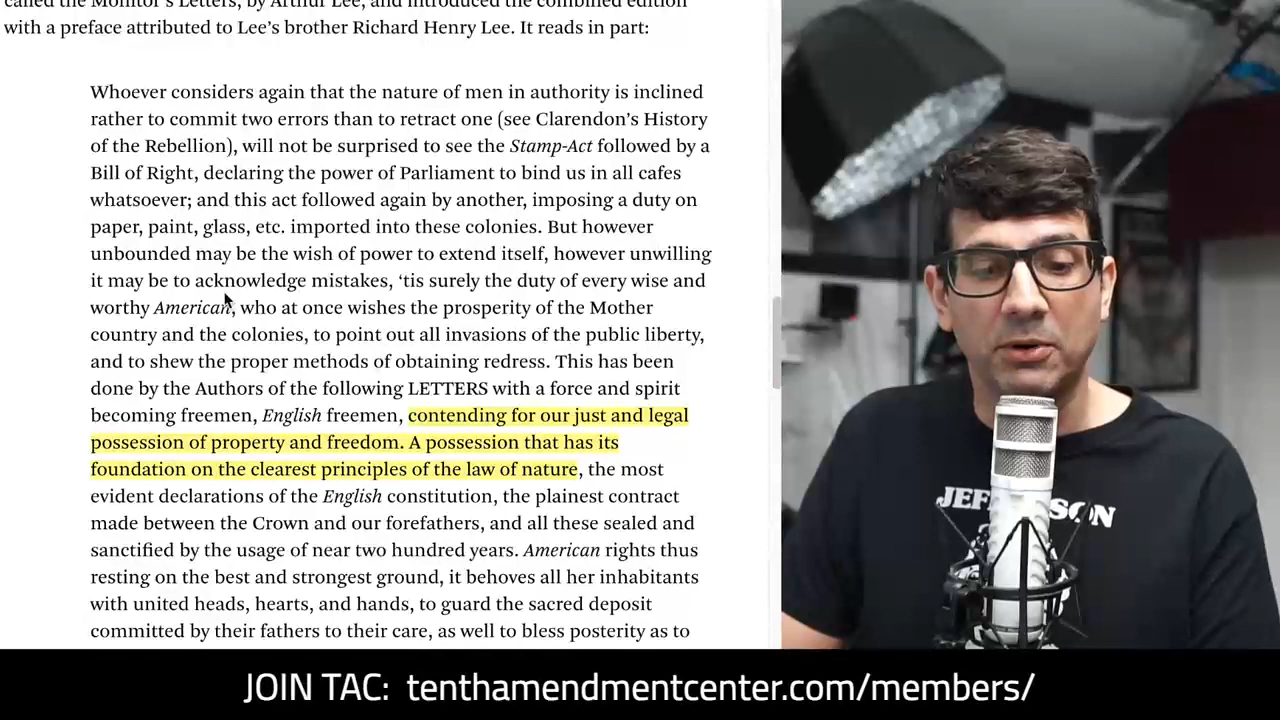 called the Monitor's Letters, by Arthur Lee, and introduced the combined edition
with a preface attributed to Lee's brother Richard Henry Lee. It reads in part:
Whoever considers again that the nature of men in authority is inclined
rather to commit two errors than to retract one (see Clarendon's History
of the Rebellion), will not be surprised to see the Stamp-Act followed by a
Bill of Right, declaring the power of Parliament to bind us in all cafes
whatsoever; and this act followed again by another, imposing a duty on
paper, paint, glass, etc. imported into these colonies. But however
unbounded may be the wish of power to extend itself, however unwilling
it may be to acknowledge mistakes, 'tis surely the duty of every wise and
worthy American, who at once wishes the prosperity of the Mother
country and the colonies, to point out all invasions of the public liberty,
and to shew the proper methods of obtaining redress. This has been
done by the Authors of the following LETTERS with a force and spirit
becoming freemen, English freemen, contending for our just and legal
possession of property and freedom. A possession that has its
foundation on the clearest principles of the law of nature, the most
evident declarations of the English constitution, the plainest contract
made between the Crown and our forefathers, and all these sealed and
sanctified by the usage of near two hundred years. American rights thus
resting on the best and strongest ground, it behoves all her inhabitants
with united heads, hearts, and hands, to guard the sacred deposit
committed by their fathers to their care, as well to bless posterity as to
JOIN TAC: tenthamendmentcenter.com/members/